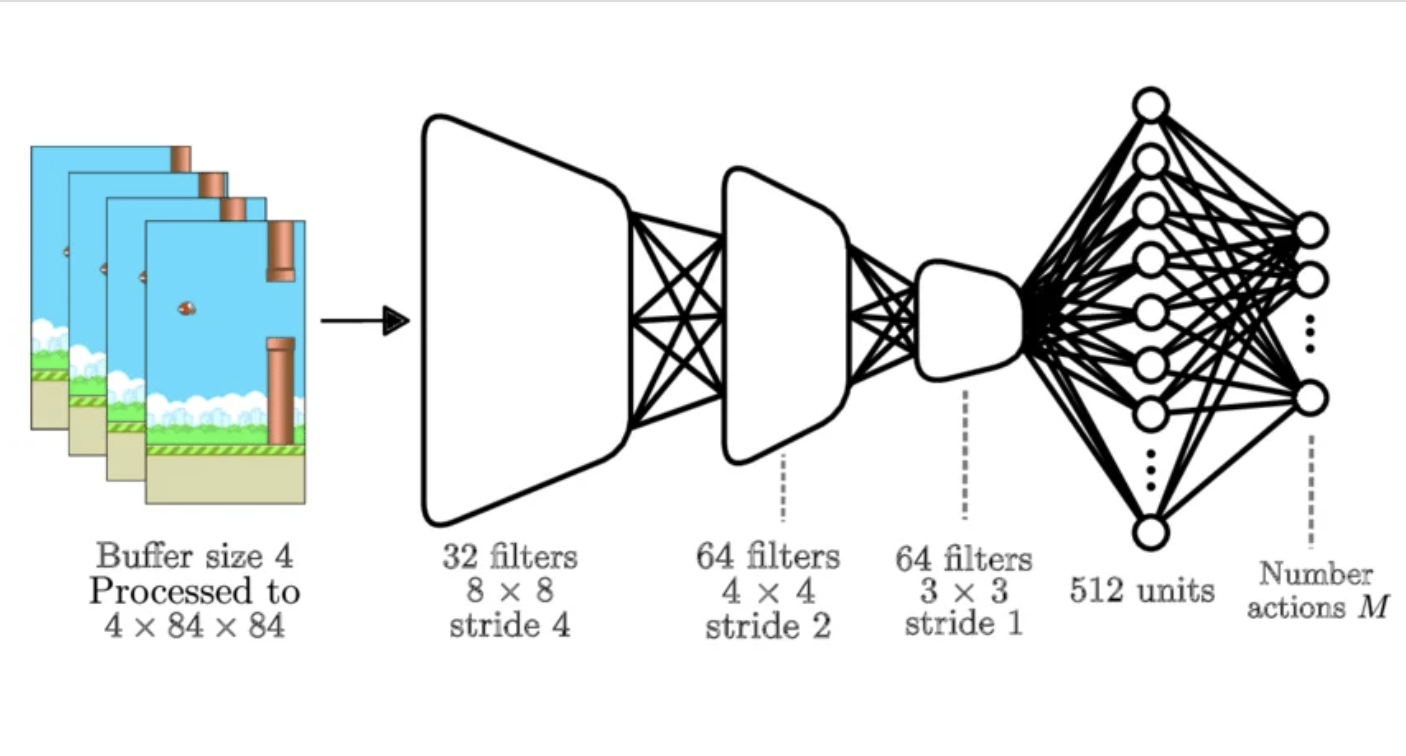 Buffer size 4
Processed to
4 × 84 × 84
32 filters
8 × 8
stride 4
64 filters
4 × 4
stride 2
64 filters
3 × 3
stride 1
512 units
Number
actions M